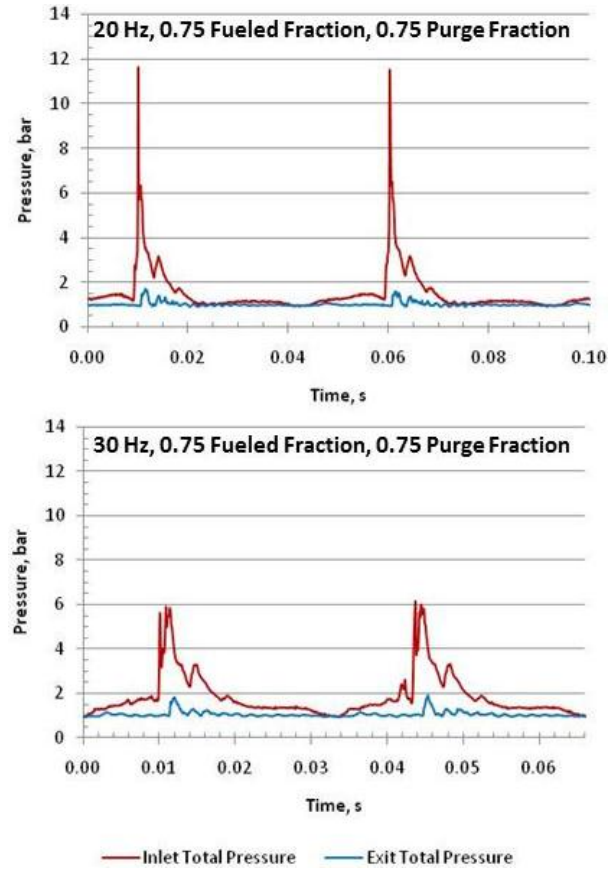 20 Hz, 0.75 Fueled Fraction, 0.75 Purge Fraction
14
12
10
8
6
4
2
0
Pressure, bar
0.00 0.02 0.04 0.06 0.08 0.10
Time, s
30 Hz, 0.75 Fueled Fraction, 0.75 Purge Fraction
14
12
10
8
6
4
2
0
Pressure, bar
0.00 0.01 0.02 0.03 0.04 0.05 0.06
Time, s
Inlet Total Pressure Exit Total Pressure